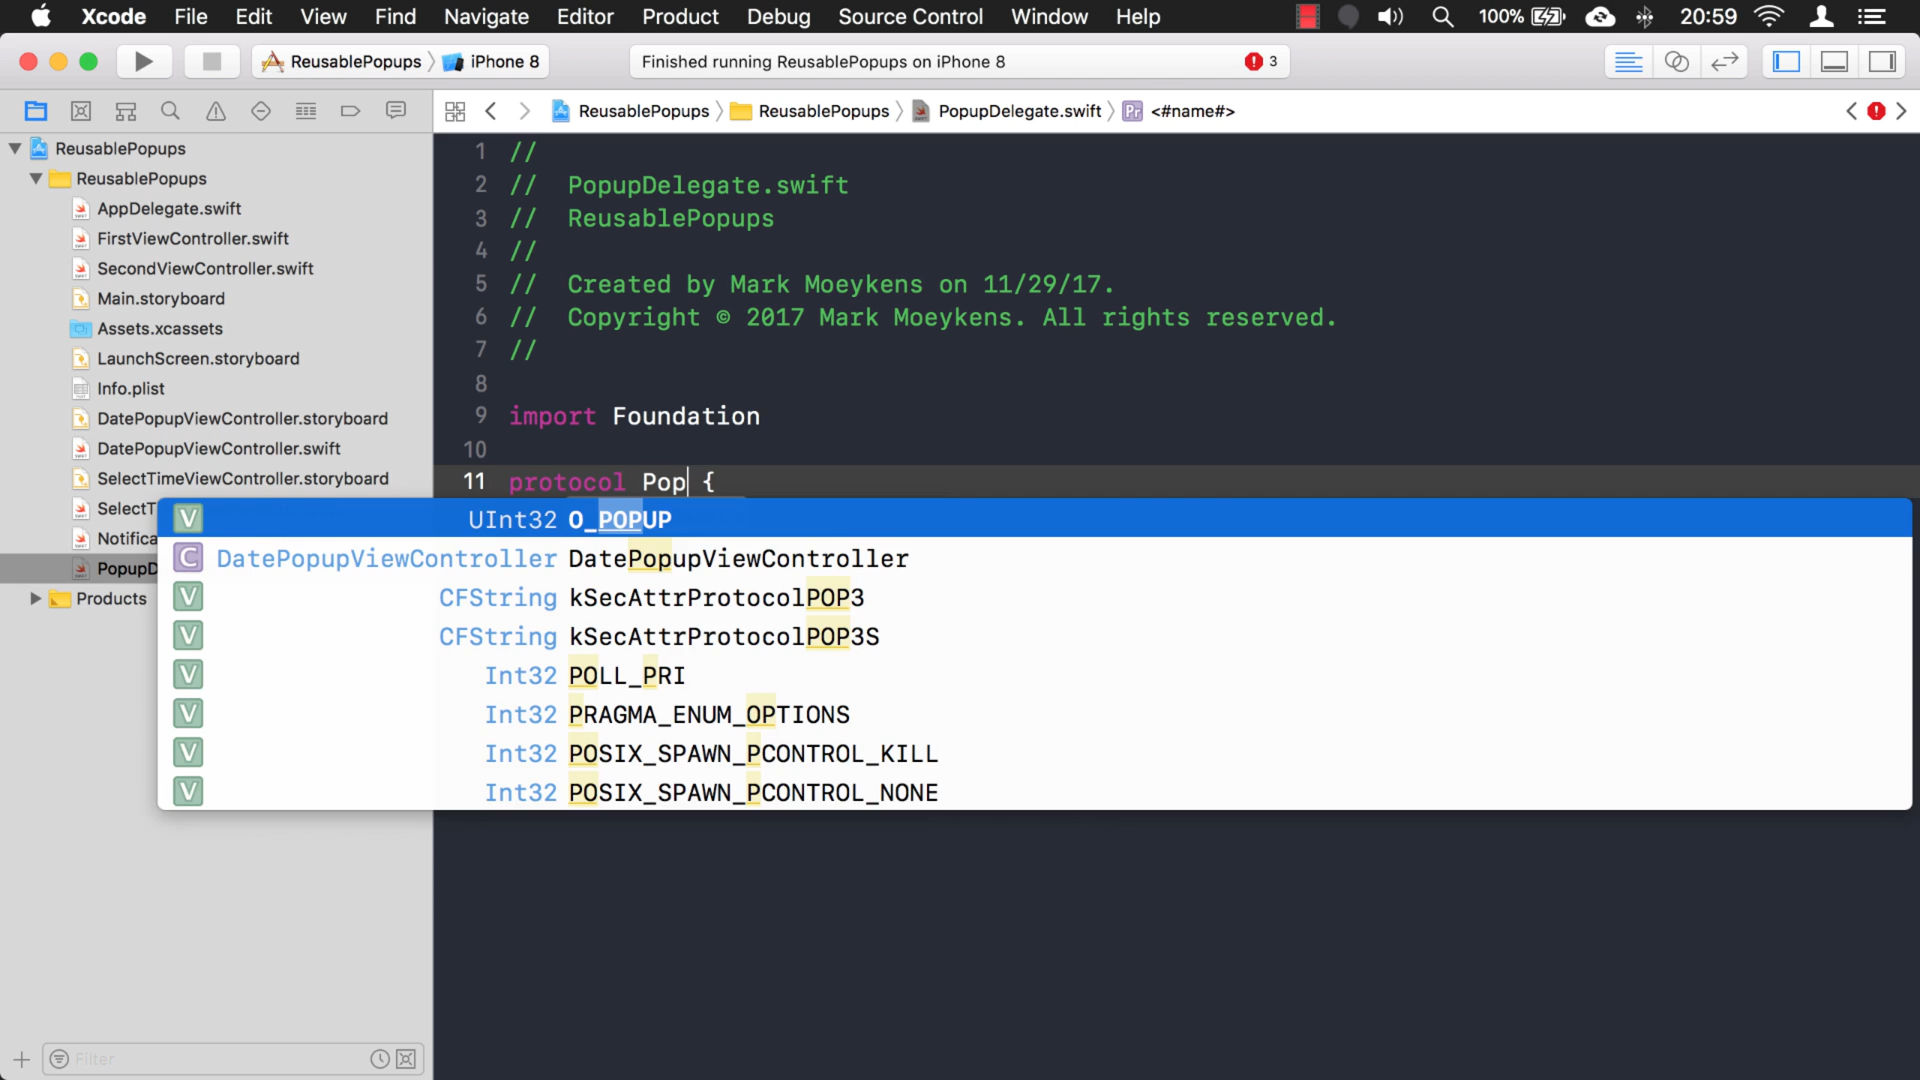 Xcode File Edit View Find Navigate Editor Product Debug Source Control Window Help 100% 20:59
ReusablePopups iPhone 8 Finished running ReusablePopups on iPhone 8 3
ReusablePopups ReusablePopups PopupDelegate.swift Pr <#name#>
ReusablePopups
ReusablePopups
AppDelegate.swift
FirstViewController.swift
SecondViewController.swift
Main.storyboard
Assets.xcassets
LaunchScreen.storyboard
Info.plist
DatePopupViewController.storyboard
DatePopupViewController.swift
SelectTimeViewController.storyboard
SelectT
Notifica
PopupD
Products
Filter
1 //
2 // PopupDelegate.swift
3 // ReusablePopups
4 //
5 // Created by Mark Moeykens on 11/29/17.
6 // Copyright © 2017 Mark Moeykens. All rights reserved.
7 //
8
9 import Foundation
10
11 protocol Pop {
V UInt32 O_POPUP
C DatePopupViewController DatePopupViewController
V CFString kSecAttrProtocolPOP3
V CFString kSecAttrProtocolPOP3S
V Int32 POLL_PRI
V Int32 PRAGMA_ENUM_OPTIONS
V Int32 POSIX_SPAWN_PCONTROL_KILL
V Int32 POSIX_SPAWN_PCONTROL_NONE